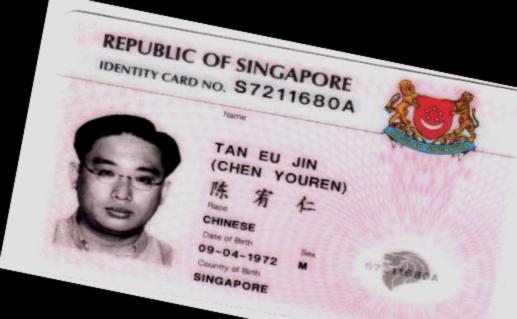 REPUBLIC OF SINGAPORE
IDENTITY CARD NO. S7211680A
Name
TAN EU JIN
(CHEN YOUREN)
陈 宥 仁
Race
CHINESE
Date of Birth
Sex
09-04-1972
M
Country of Birth
SINGAPORE
S7211680A